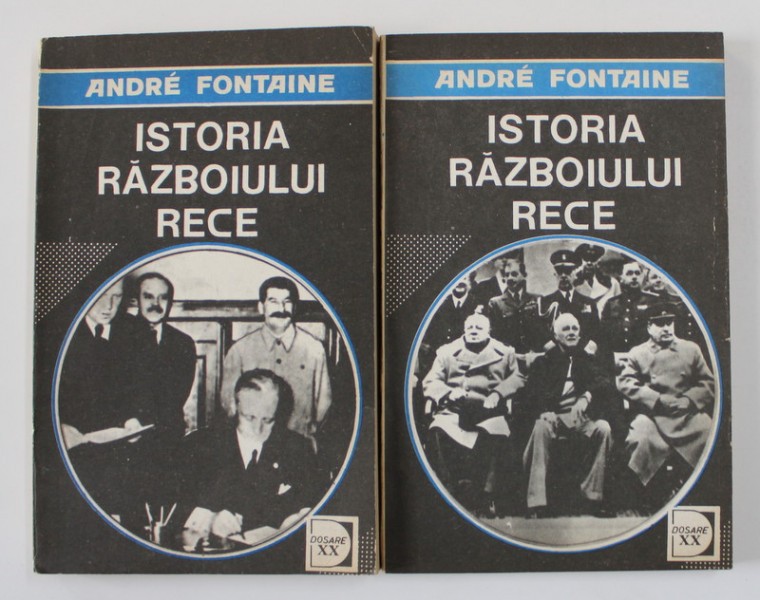 ANDRÉ FONTAINE
ISTORIA
RĂZBOIULUI
RECE
DOSARE
XX
ANDRÉ FONTAINE
ISTORIA
RĂZBOIULUI
RECE
DOSARE
XX